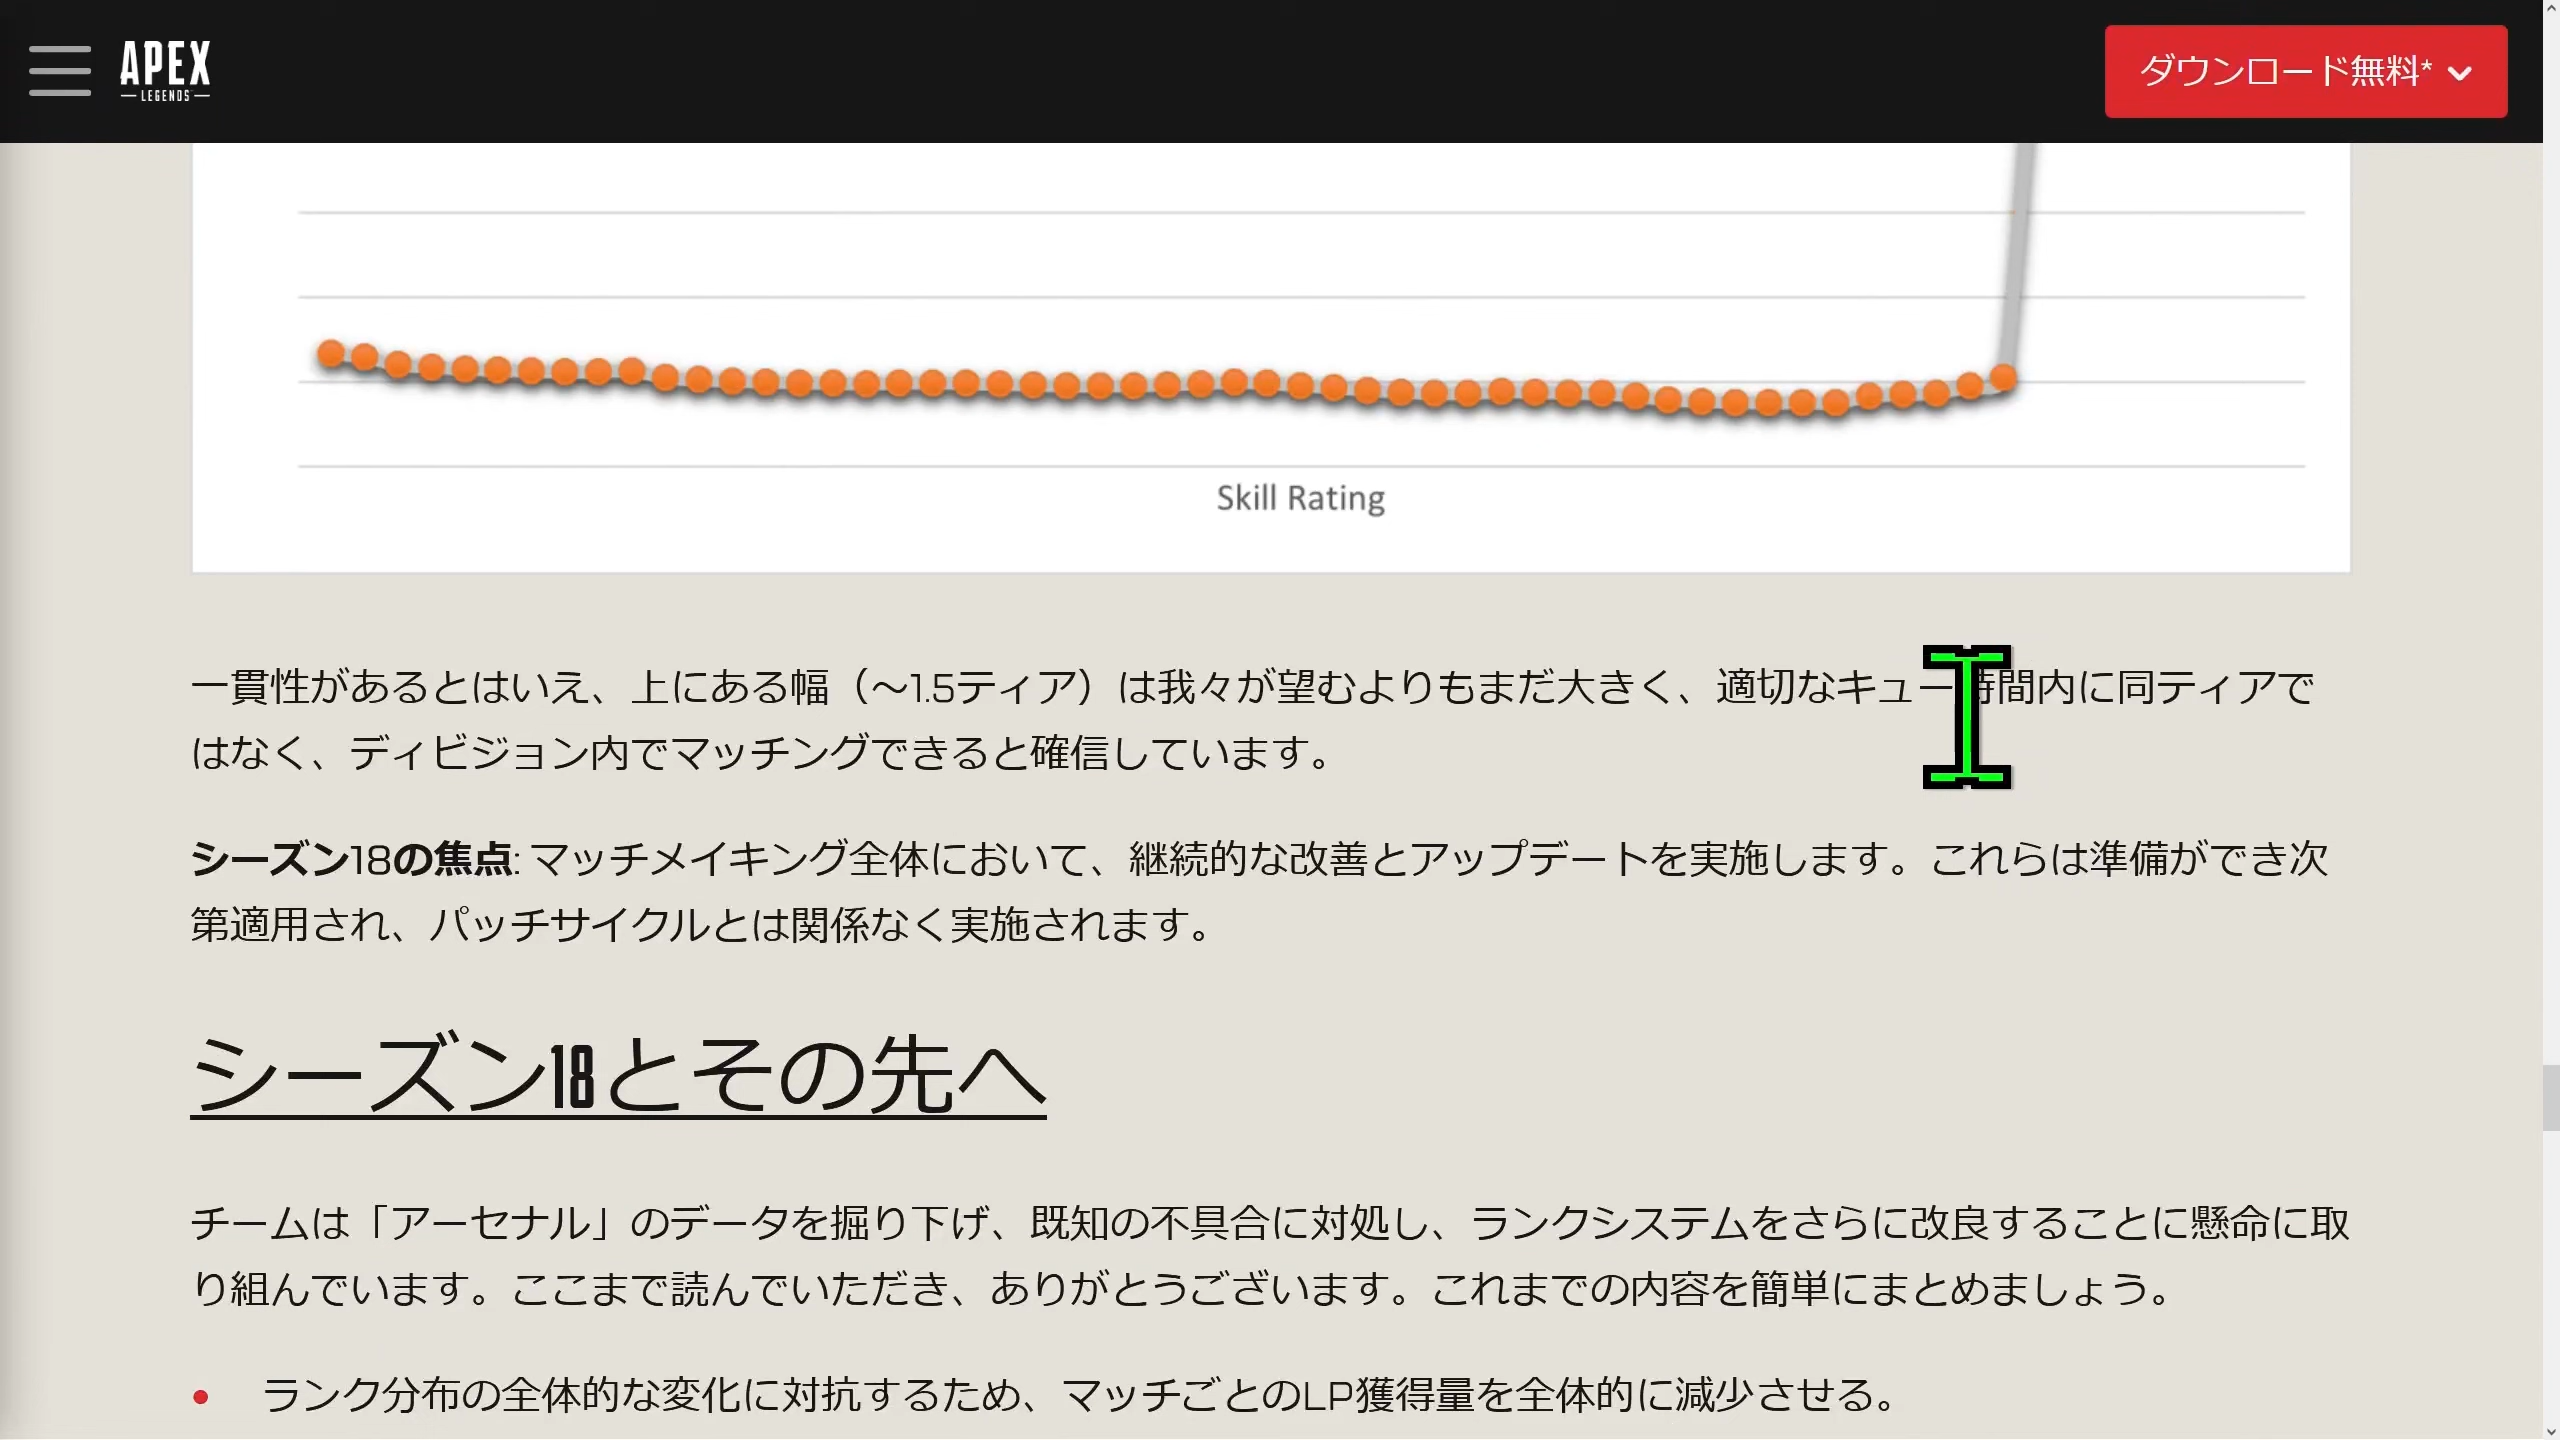 APEX
LEGENDS
ダウンロード無料*
Skill Rating
一貫性があるとはいえ、上にある幅（～1.5ティア）は我々が望むよりもまだ大きく、適切なキュー時間内に同ティアで
はなく、ディビジョン内でマッチングできると確信しています。
シーズン18の焦点: マッチメイキング全体において、継続的な改善とアップデートを実施します。これらは準備ができ次
第適用され、パッチサイクルとは関係なく実施されます。
シーズン18とその先へ
チームは「アーセナル」のデータを掘り下げ、既知の不具合に対処し、ランクシステムをさらに改良することに懸命に取
り組んでいます。ここまで読んでいただき、ありがとうございます。これまでの内容を簡単にまとめましょう。
ランク分布の全体的な変化に対抗するため、マッチごとのLP獲得量を全体的に減少させる。